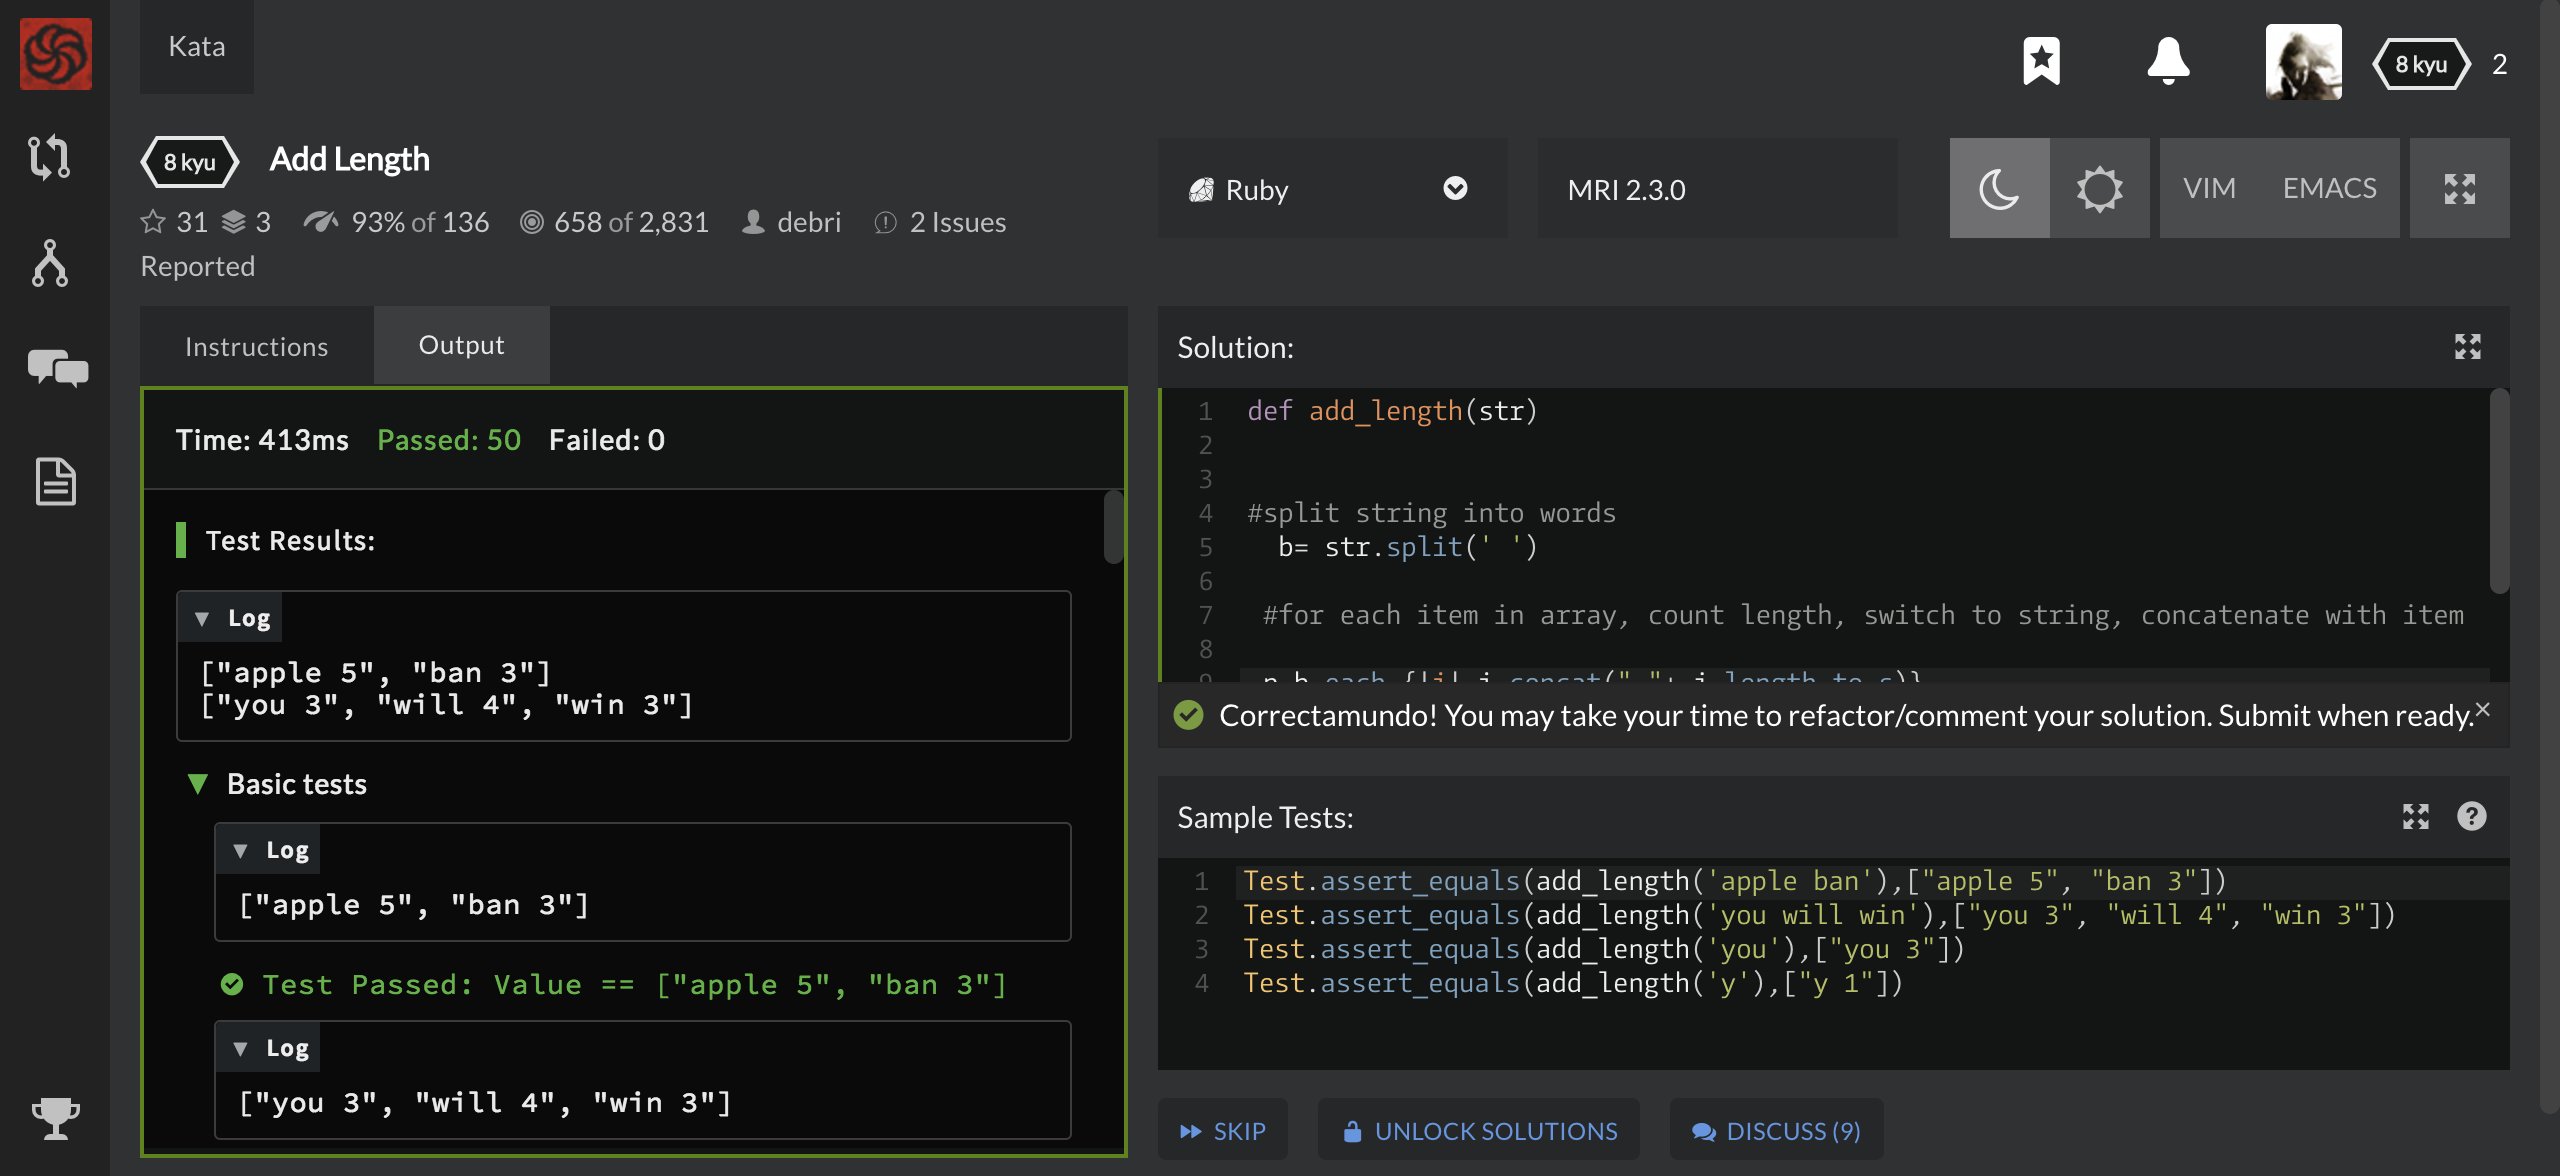 Kata
8 kyu 2
8 kyu Add Length
31 3 93% of 136 658 of 2,831 debri 2 Issues
Reported
Ruby
MRI 2.3.0
VIM EMACS
Instructions Output
Time: 413ms Passed: 50 Failed: 0
Test Results:
▼ Log
["apple 5", "ban 3"]
["you 3", "will 4", "win 3"]
▼ Basic tests
▼ Log
["apple 5", "ban 3"]
Test Passed: Value == ["apple 5", "ban 3"]
▼ Log
["you 3", "will 4", "win 3"]
Solution:
1 def add_length(str)
2
3
4 #split string into words
5 b= str.split(' ')
6
7 #for each item in array, count length, switch to string, concatenate with item
8
9 p b.each {|i| i.concat(" "+ i.length.to_s)}
Correctamundo! You may take your time to refactor/comment your solution. Submit when ready.
Sample Tests:
1 Test.assert_equals(add_length('apple ban'),["apple 5", "ban 3"])
2 Test.assert_equals(add_length('you will win'),["you 3", "will 4", "win 3"])
3 Test.assert_equals(add_length('you'),["you 3"])
4 Test.assert_equals(add_length('y'),["y 1"])
SKIP
UNLOCK SOLUTIONS
DISCUSS (9)